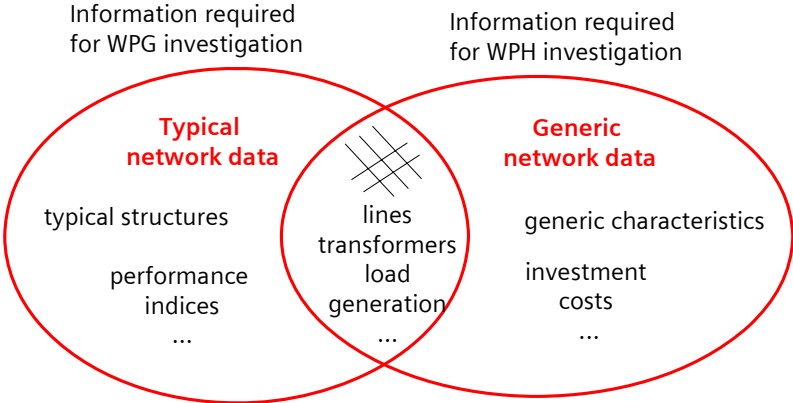 Information required
for WPG investigation
Information required
for WPH investigation
Typical
network data
typical structures
performance
indices
...
lines
transformers
load
generation
...
Generic
network data
generic characteristics
investment
costs
...